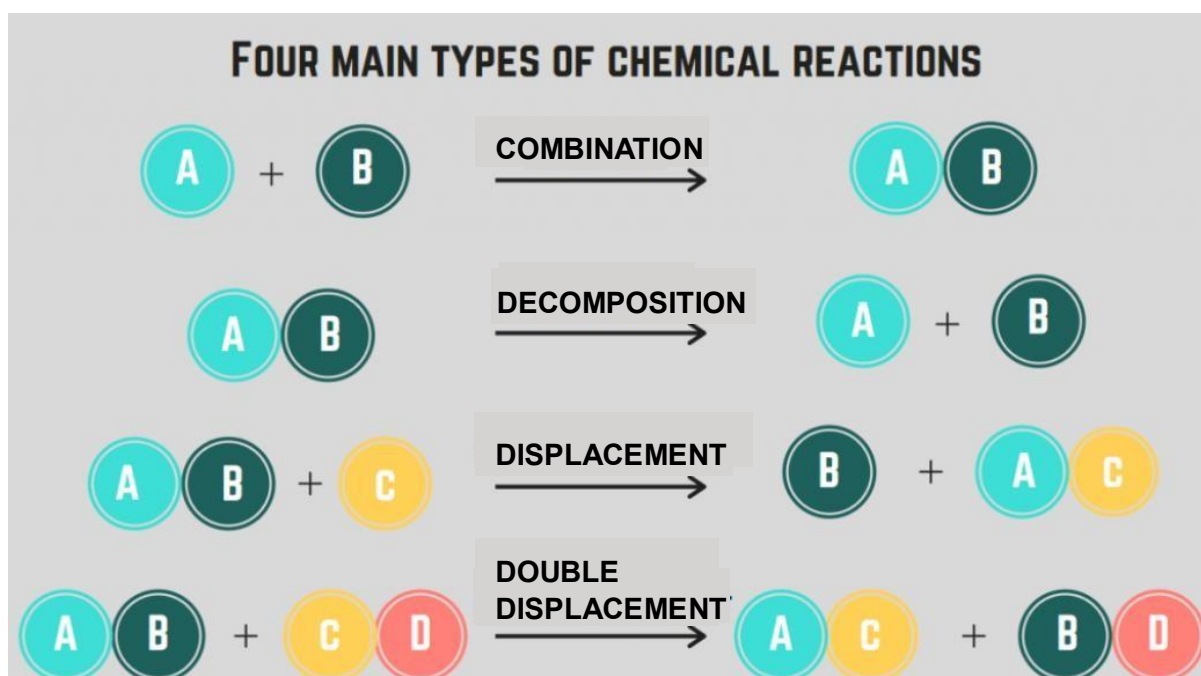 FOUR MAIN TYPES OF CHEMICAL REACTIONS
A + B COMBINATION A B
A B DECOMPOSITION A + B
A B + C DISPLACEMENT B + A C
DOUBLE
A B + C D DISPLACEMENT A C + B D